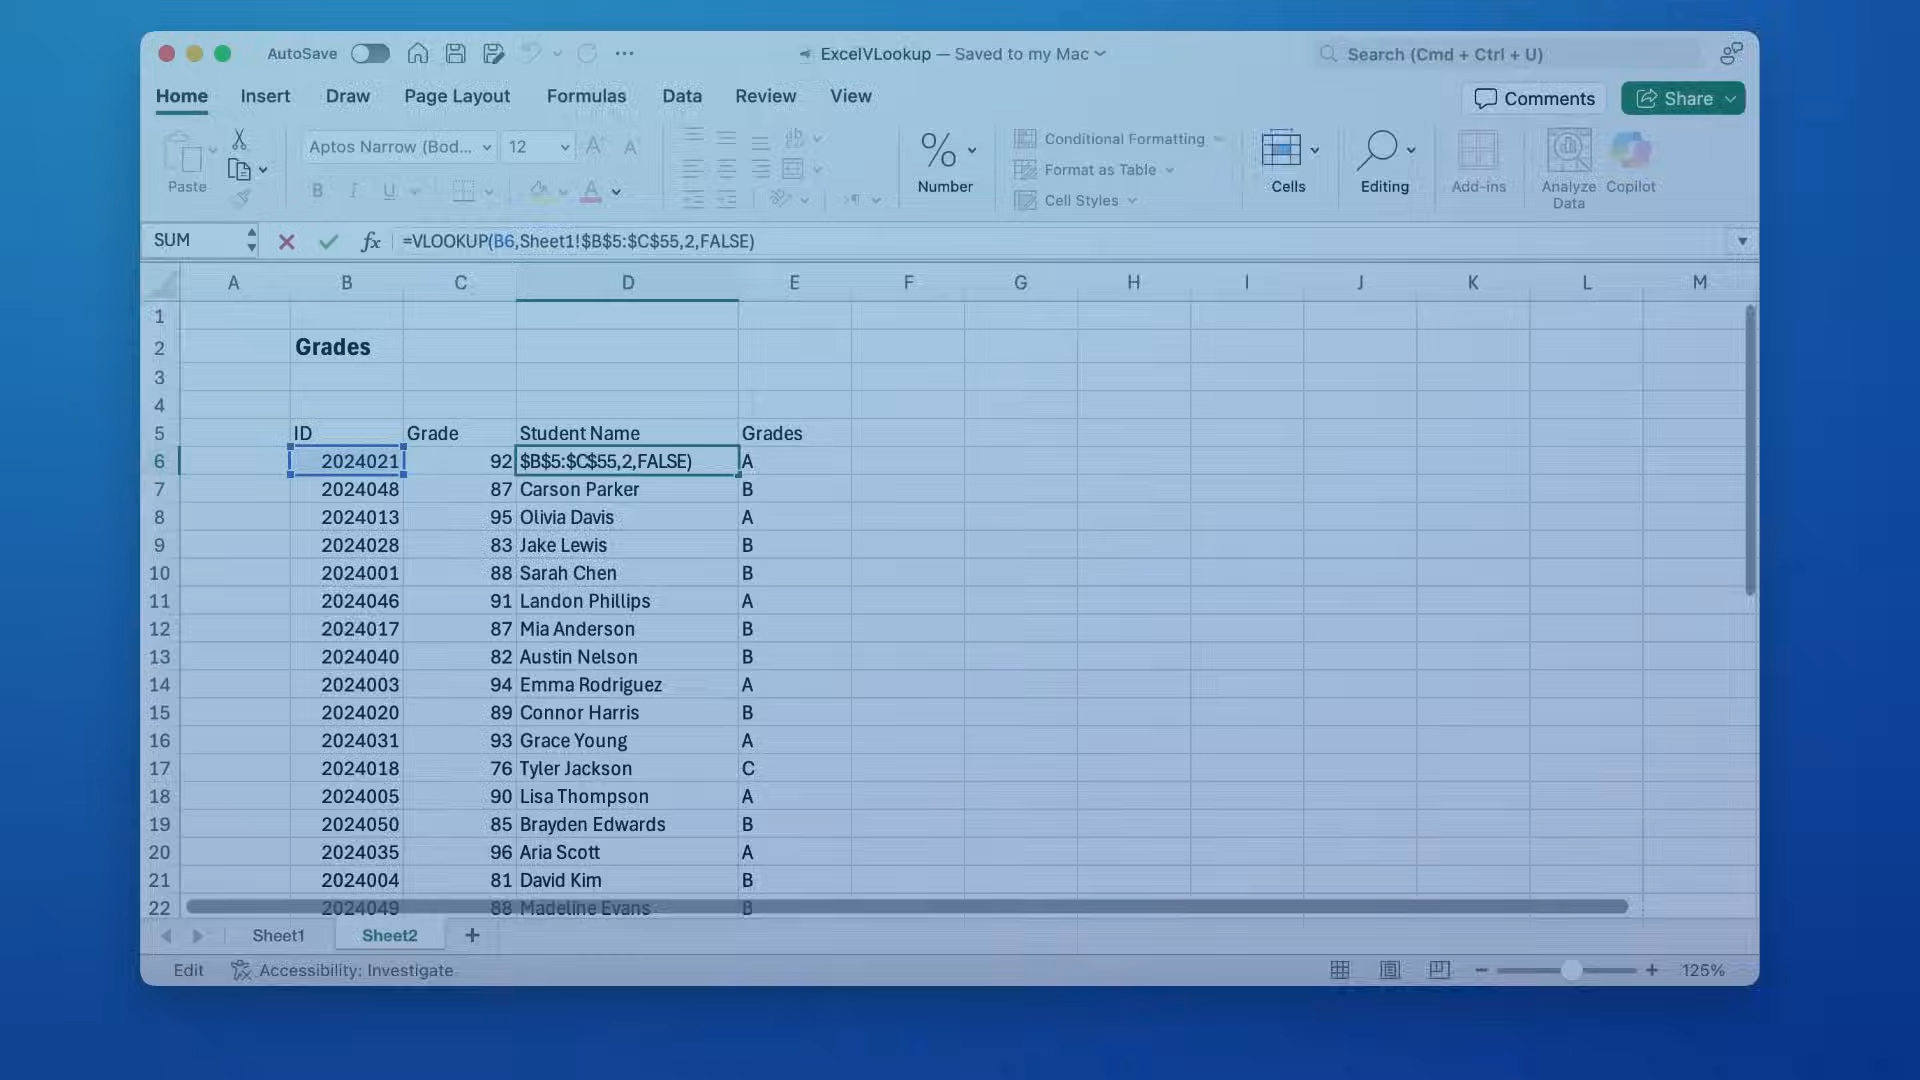 AutoSave
ExcelVLookup — Saved to my Mac
Search (Cmd + Ctrl + U)
Home Insert Draw Page Layout Formulas Data Review View
Comments Share
Paste
Aptos Narrow (Bod... 12
A A
B I U A
ab
%
Number
Conditional Formatting
Format as Table
Cell Styles
Cells
Editing
Add-ins
Analyze
Data
Copilot
SUM fx =VLOOKUP(B6,Sheet1!$B$5:$C$55,2,FALSE)
A B C D E F G H I J K L M
1
2 Grades
3
4
5 ID Grade Student Name Grades
6 2024021 92 $B$5:$C$55,2,FALSE) A
7 2024048 87 Carson Parker B
8 2024013 95 Olivia Davis A
9 2024028 83 Jake Lewis B
10 2024001 88 Sarah Chen B
11 2024046 91 Landon Phillips A
12 2024017 87 Mia Anderson B
13 2024040 82 Austin Nelson B
14 2024003 94 Emma Rodriguez A
15 2024020 89 Connor Harris B
16 2024031 93 Grace Young A
17 2024018 76 Tyler Jackson C
18 2024005 90 Lisa Thompson A
19 2024050 85 Brayden Edwards B
20 2024035 96 Aria Scott A
21 2024004 81 David Kim B
22 2024049 88 Madeline Evans B
Sheet1 Sheet2 +
Edit Accessibility: Investigate 125%